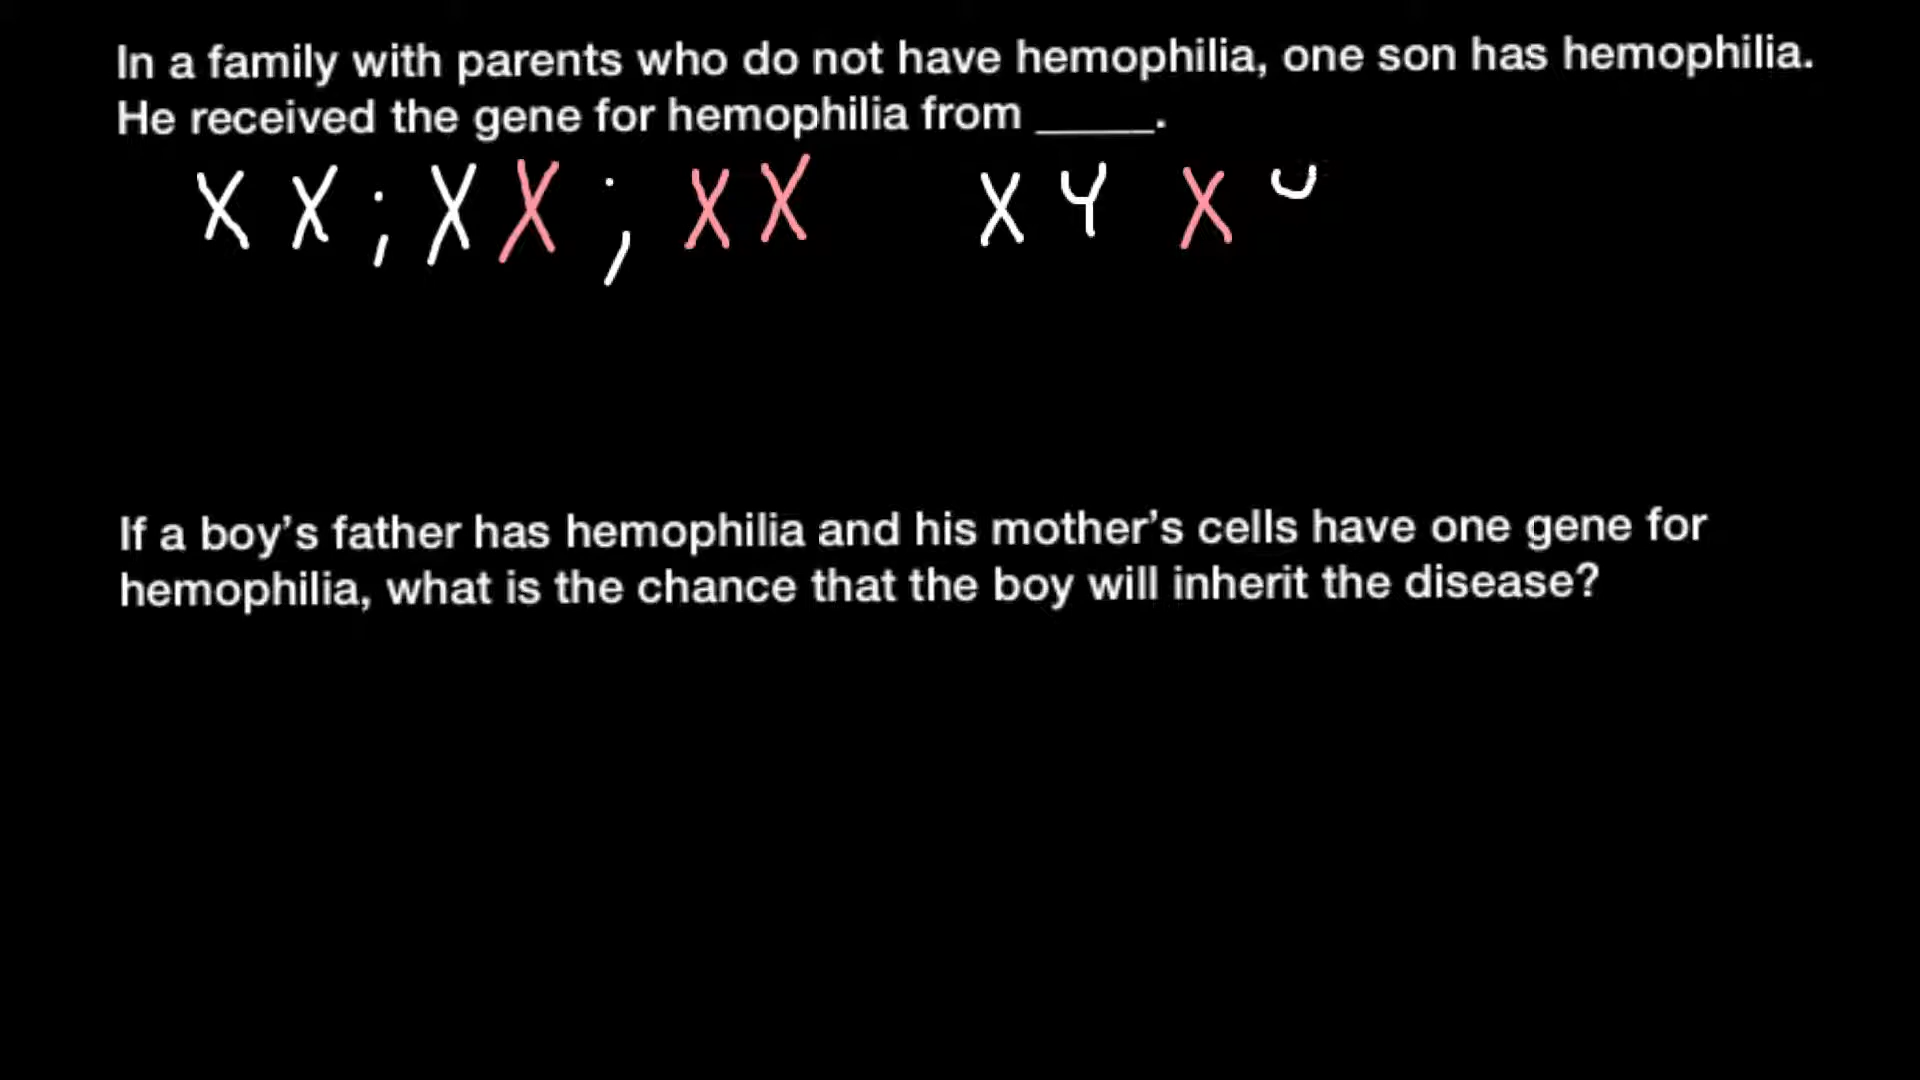 In a family with parents who do not have hemophilia, one son has hemophilia.
He received the gene for hemophilia from _____.
X X ; X X ; X X X Y X
If a boy's father has hemophilia and his mother's cells have one gene for
hemophilia, what is the chance that the boy will inherit the disease?